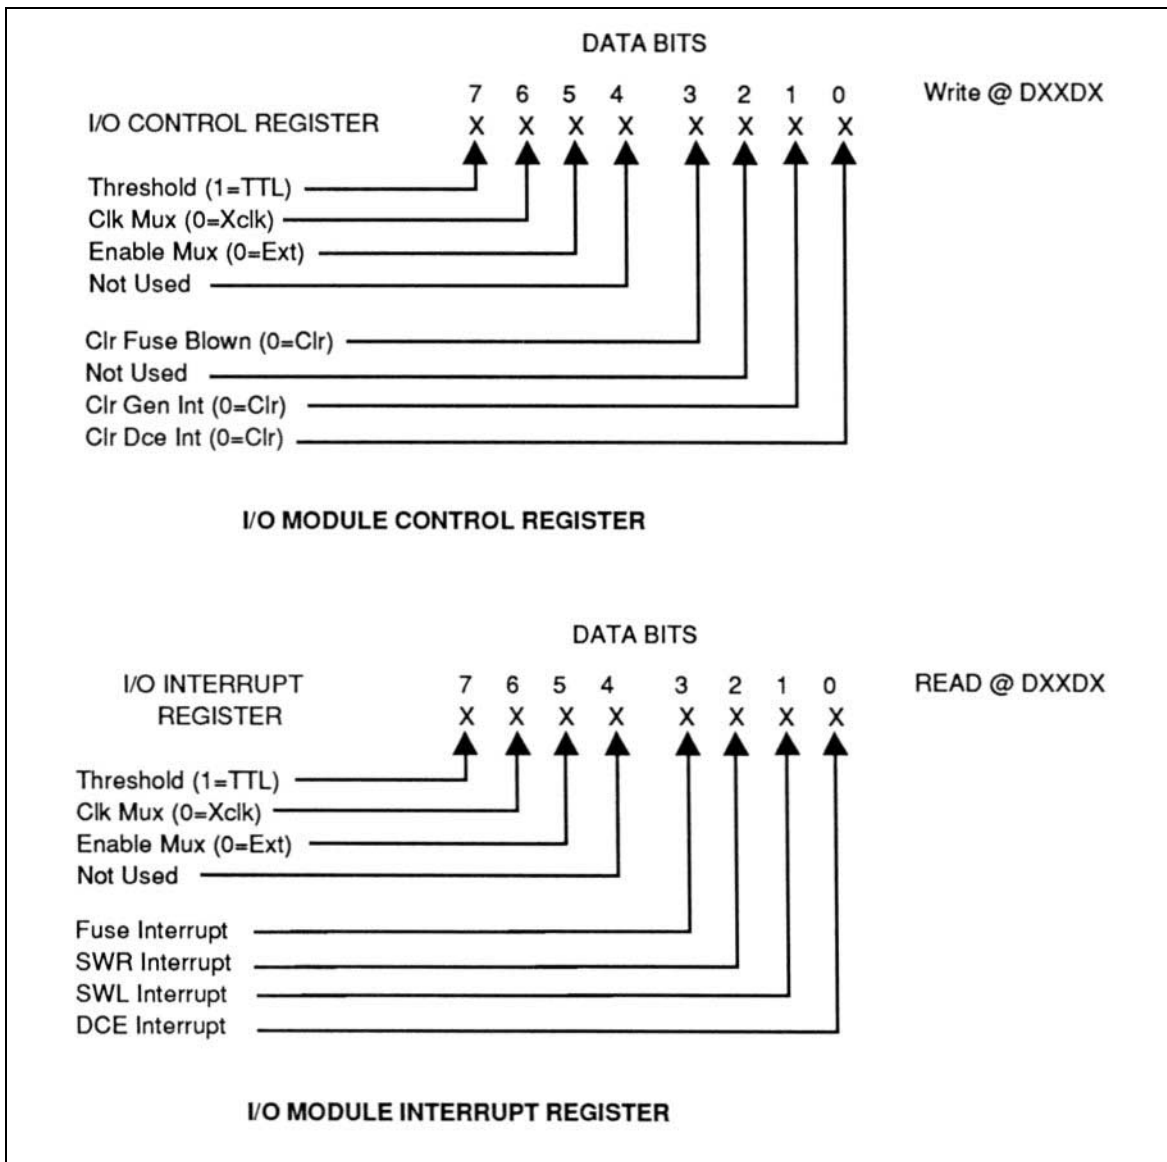 DATA BITS
7 6 5 4 3 2 1 0 Write @ DXXDX
I/O CONTROL REGISTER X X X X X X X X
Threshold (1=TTL)
Clk Mux (0=Xclk)
Enable Mux (0=Ext)
Not Used
Clr Fuse Blown (0=Clr)
Not Used
Clr Gen Int (0=Clr)
Clr Dce Int (0=Clr)
I/O MODULE CONTROL REGISTER
DATA BITS
I/O INTERRUPT 7 6 5 4 3 2 1 0 READ @ DXXDX
REGISTER X X X X X X X X
Threshold (1=TTL)
Clk Mux (0=Xclk)
Enable Mux (0=Ext)
Not Used
Fuse Interrupt
SWR Interrupt
SWL Interrupt
DCE Interrupt
I/O MODULE INTERRUPT REGISTER